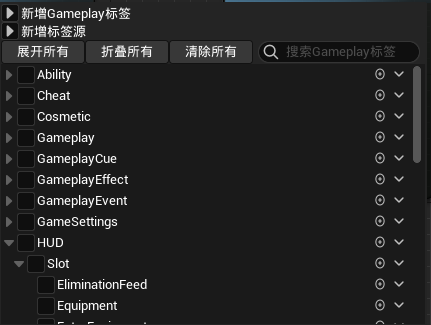 新增Gameplay标签
新增标签源
展开所有 折叠所有 清除所有 搜索Gameplay标签
Ability
Cheat
Cosmetic
Gameplay
GameplayCue
GameplayEffect
GameplayEvent
GameSettings
HUD
Slot
EliminationFeed
Equipment